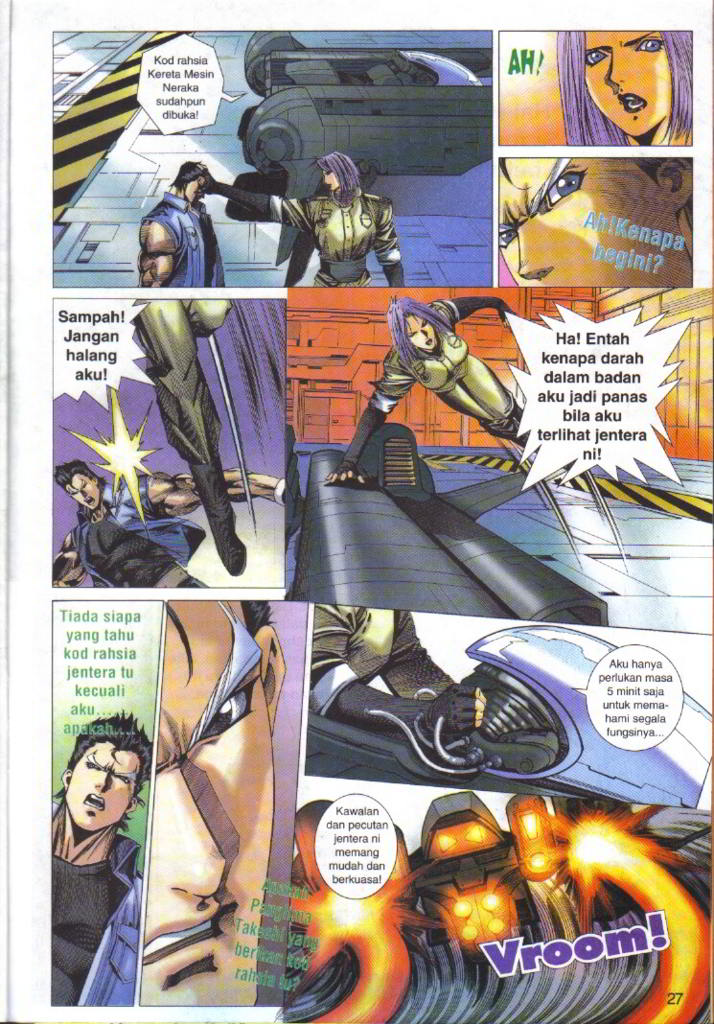 Kod rahsia
Kereta Mesin
Neraka
sudahpun
dibuka!
AH!
Ah!Kenapa
begini?
Sampah!
Jangan
halang
aku!
Ha! Entah
kenapa darah
dalam badan
aku jadi panas
bila aku
terlihat jentera
ni!
Tiada siapa
yang tahu
kod rahsia
jentera tu
kecuali
aku.....
apakah....
Apakah
Panglima
Takeshi yang
berikan kod
rahsia tu?
Aku hanya
perlukan masa
5 minit saja
untuk mema-
hami segala
fungsinya...
Kawalan
dan pecutan
jentera ni
memang
mudah dan
berkuasa!
Vroom!
27